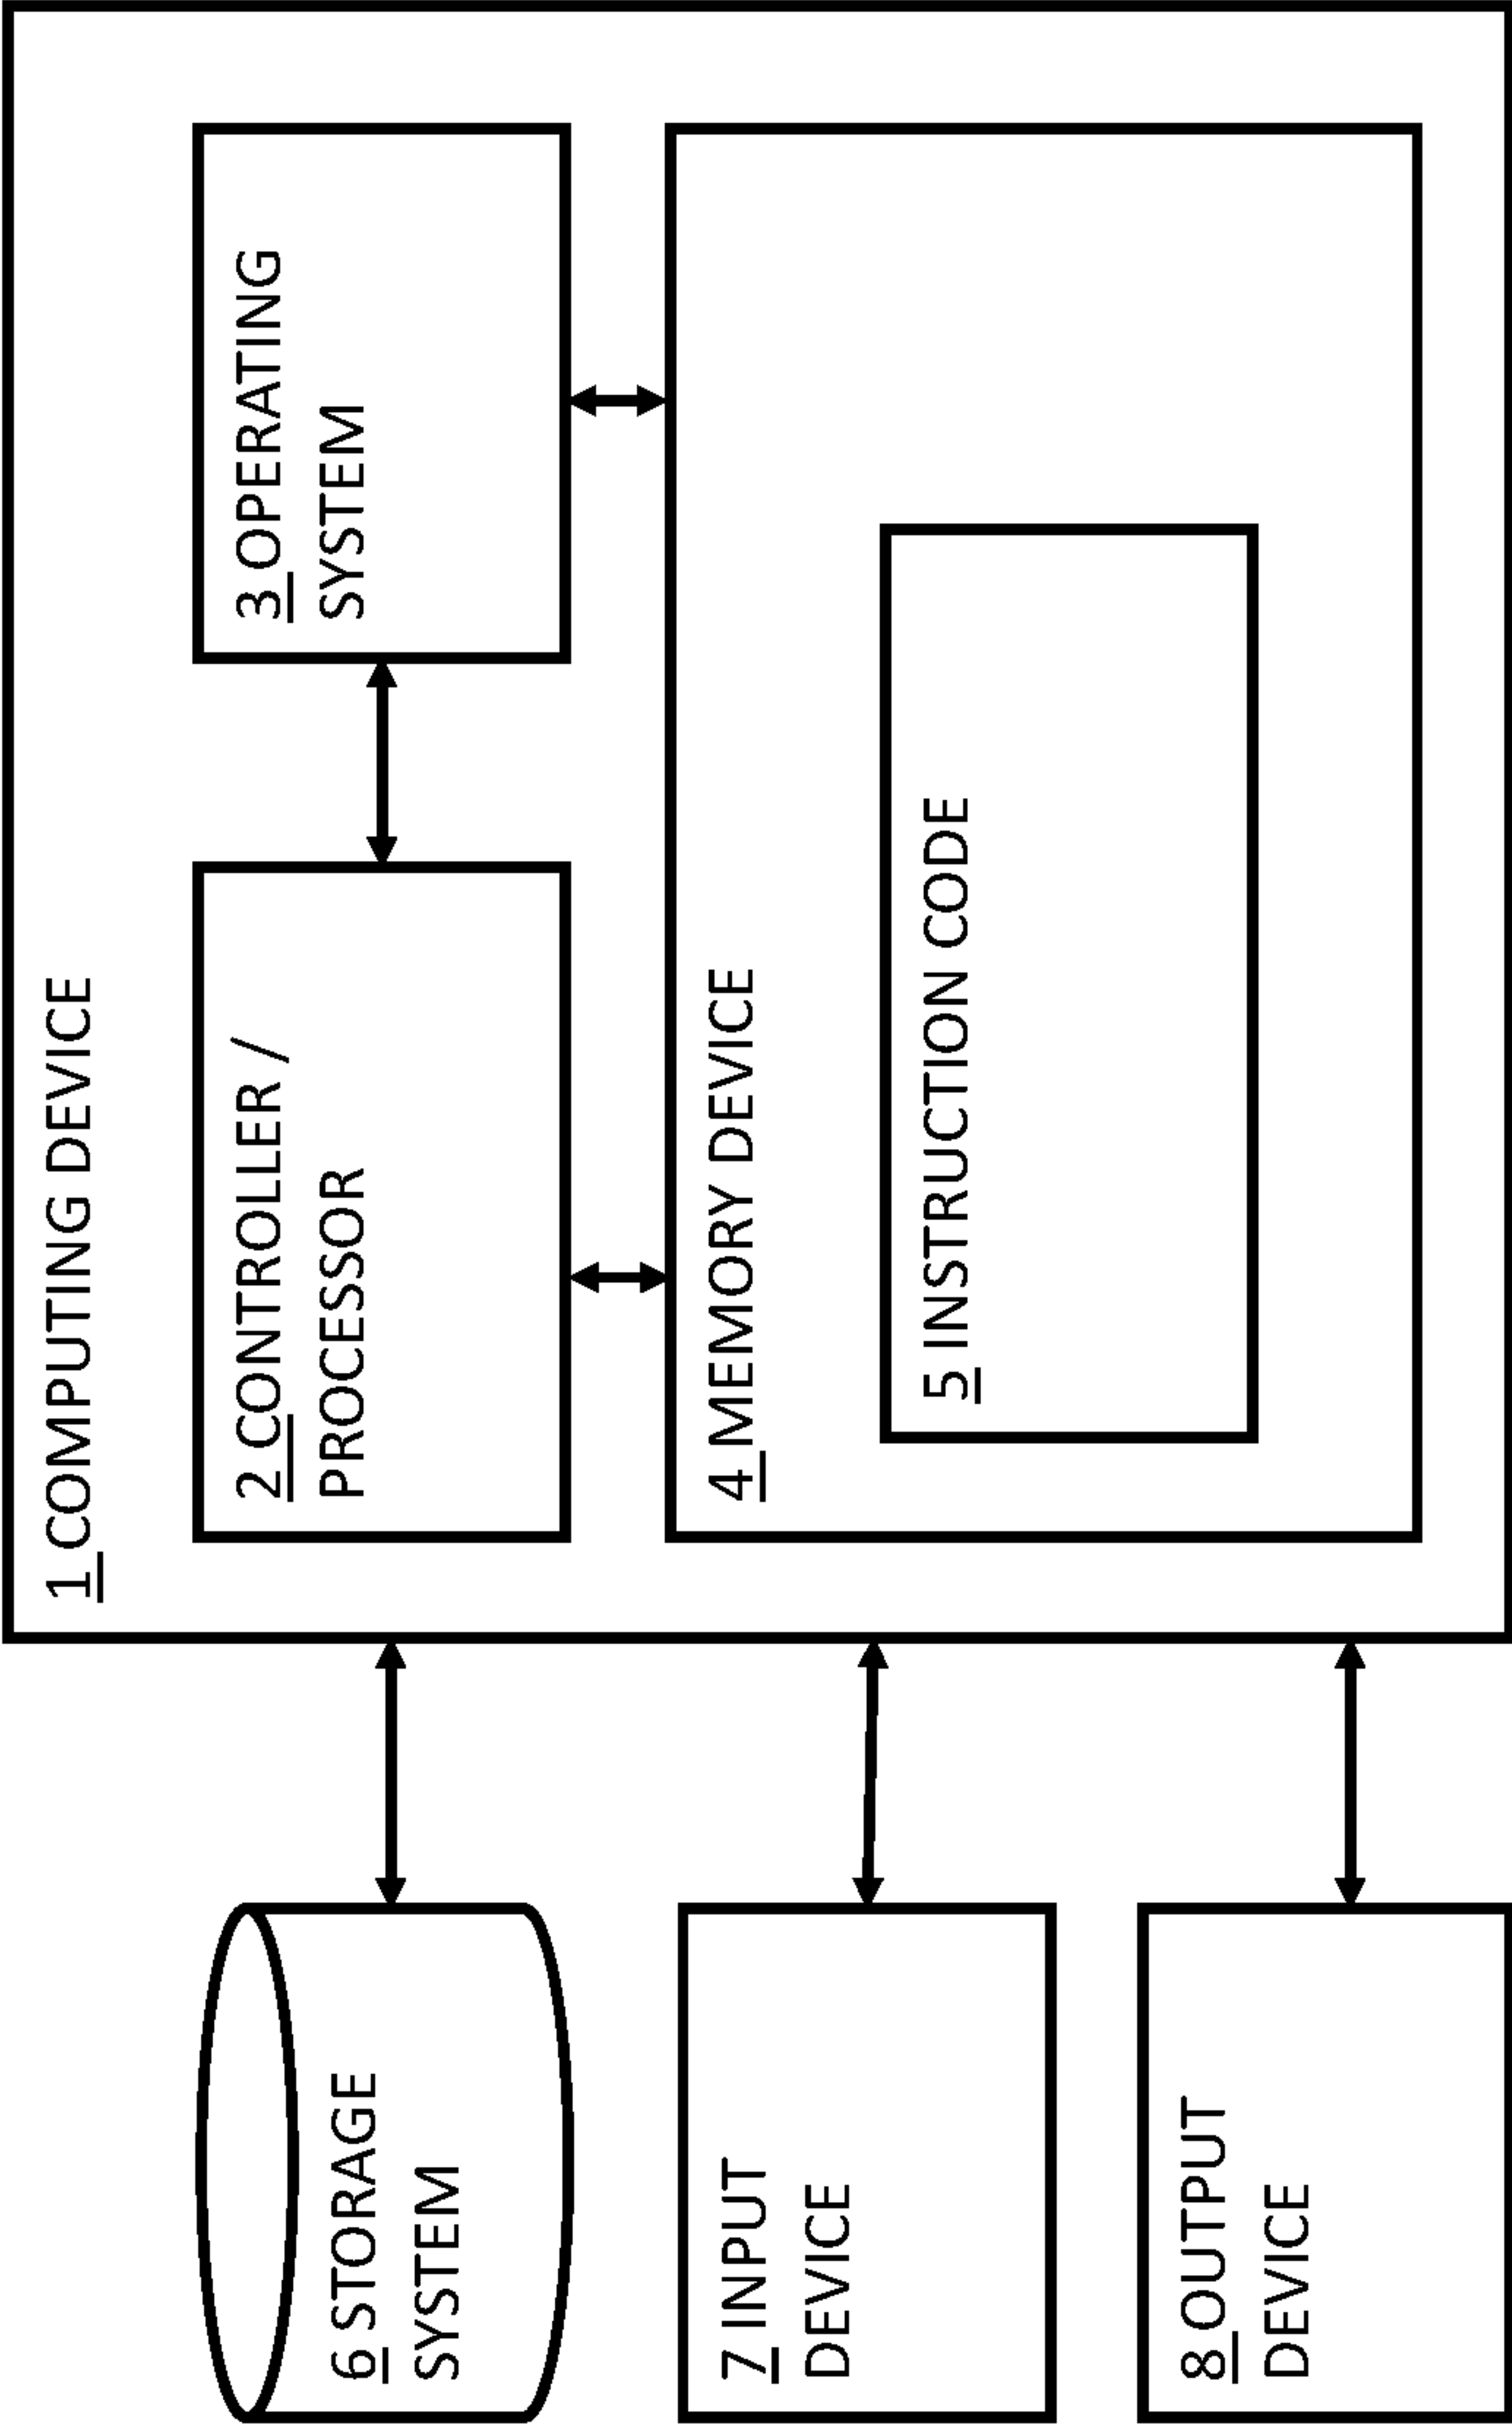 1 COMPUTING DEVICE
2 CONTROLLER /
PROCESSOR
3 OPERATING
SYSTEM
4 MEMORY DEVICE
5 INSTRUCTION CODE
6 STORAGE
SYSTEM
7 INPUT
DEVICE
8 OUTPUT
DEVICE